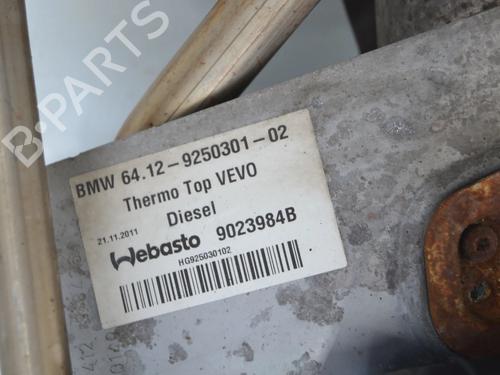 B-PARTS
BMW 64.12-9250301-02
Thermo Top VEVO
Diesel
21.11.2011
Webasto 9023984B
HG925030102